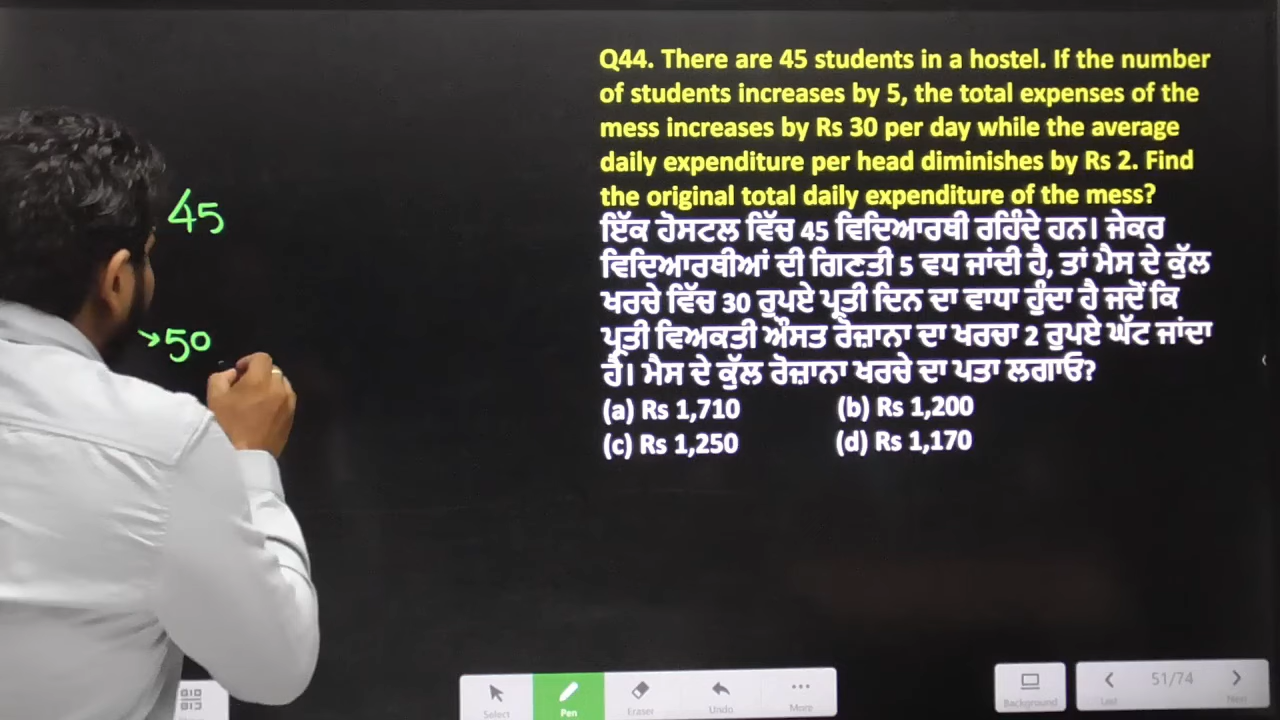 Q44. There are 45 students in a hostel. If the number
of students increases by 5, the total expenses of the
mess increases by Rs 30 per day while the average
daily expenditure per head diminishes by Rs 2. Find
the original total daily expenditure of the mess?
ਇੱਕ ਹੋਸਟਲ ਵਿੱਚ 45 ਵਿਦਿਆਰਥੀ ਰਹਿੰਦੇ ਹਨ। ਜੇਕਰ
ਵਿਦਿਆਰਥੀਆਂ ਦੀ ਗਿਣਤੀ 5 ਵਧ ਜਾਂਦੀ ਹੈ, ਤਾਂ ਮੈਸ ਦੇ ਕੁੱਲ
ਖਰਚੇ ਵਿੱਚ 30 ਰੁਪਏ ਪ੍ਰਤੀ ਦਿਨ ਦਾ ਵਾਧਾ ਹੁੰਦਾ ਹੈ ਜਦੋਂ ਕਿ
ਪ੍ਰਤੀ ਵਿਅਕਤੀ ਔਸਤ ਰੋਜ਼ਾਨਾ ਦਾ ਖਰਚਾ 2 ਰੁਪਏ ਘੱਟ ਜਾਂਦਾ
ਹੈ। ਮੈਸ ਦੇ ਕੁੱਲ ਰੋਜ਼ਾਨਾ ਖਰਚੇ ਦਾ ਪਤਾ ਲਗਾਓ?
(a) Rs 1,710 (b) Rs 1,200
(c) Rs 1,250 (d) Rs 1,170
45
→50
Select Pen Eraser Undo More
Background Last 51/74 Next